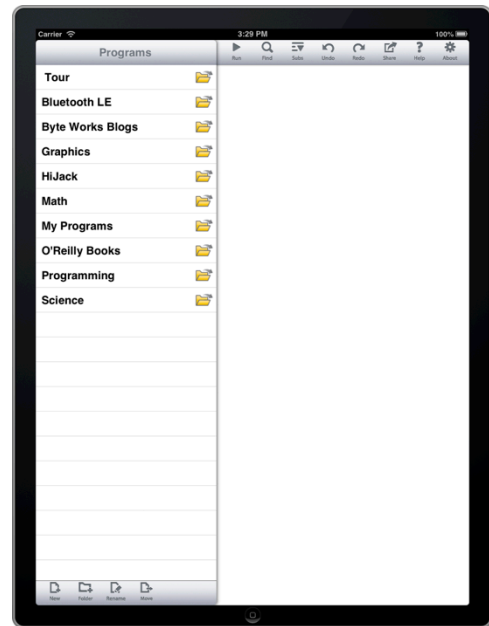 Carrier 3:29 PM 100%
Programs
Run Find Subs Undo Redo Share Help About
Tour
Bluetooth LE
Byte Works Blogs
Graphics
HiJack
Math
My Programs
O'Reilly Books
Programming
Science
New Folder Rename Move